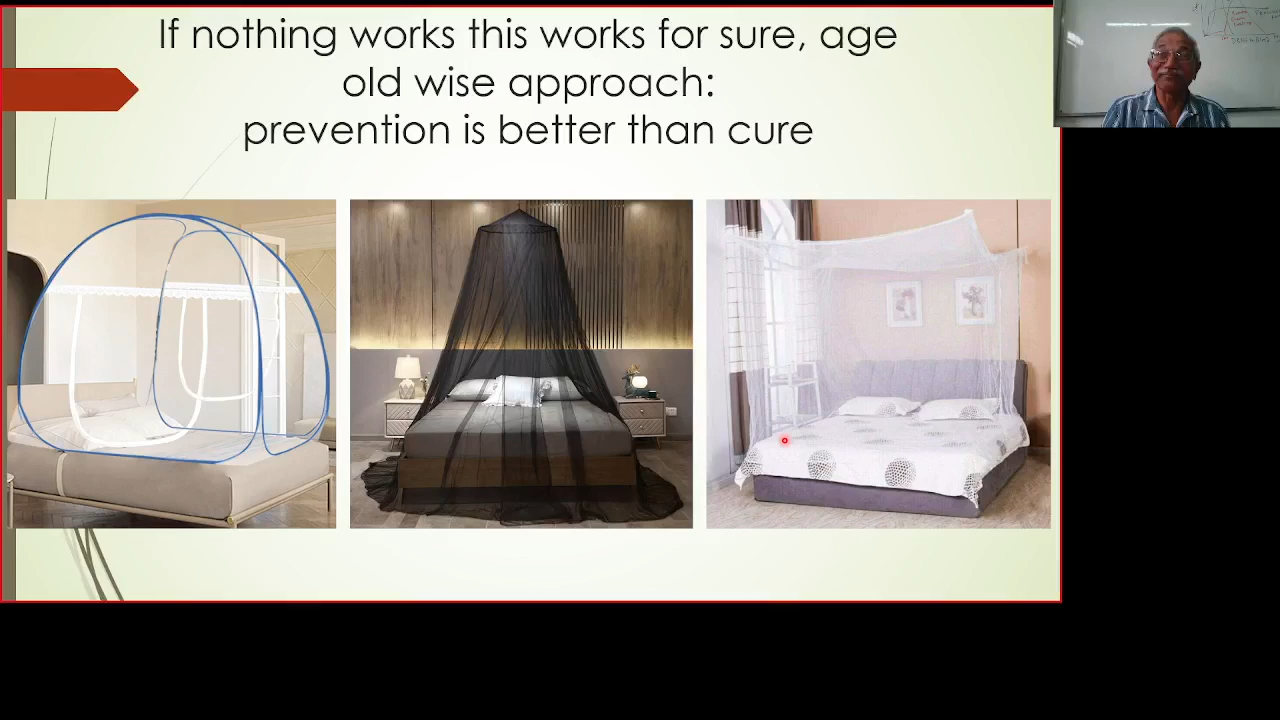 If nothing works this works for sure, age
old wise approach:
prevention is better than cure